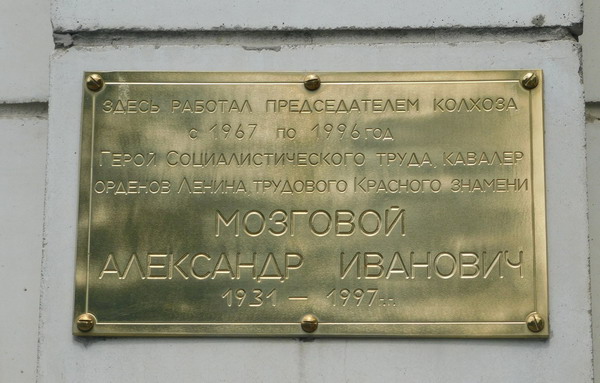 ЗДЕСЬ РАБОТАЛ ПРЕДСЕДАТЕЛЕМ КОЛХОЗА
с 1967 по 1996 год
Герой Социалистического труда, кавалер
орденов Ленина, трудового Красного знамени
МОЗГОВОЙ
АЛЕКСАНДР ИВАНОВИЧ
1931 – 1997 г.г.